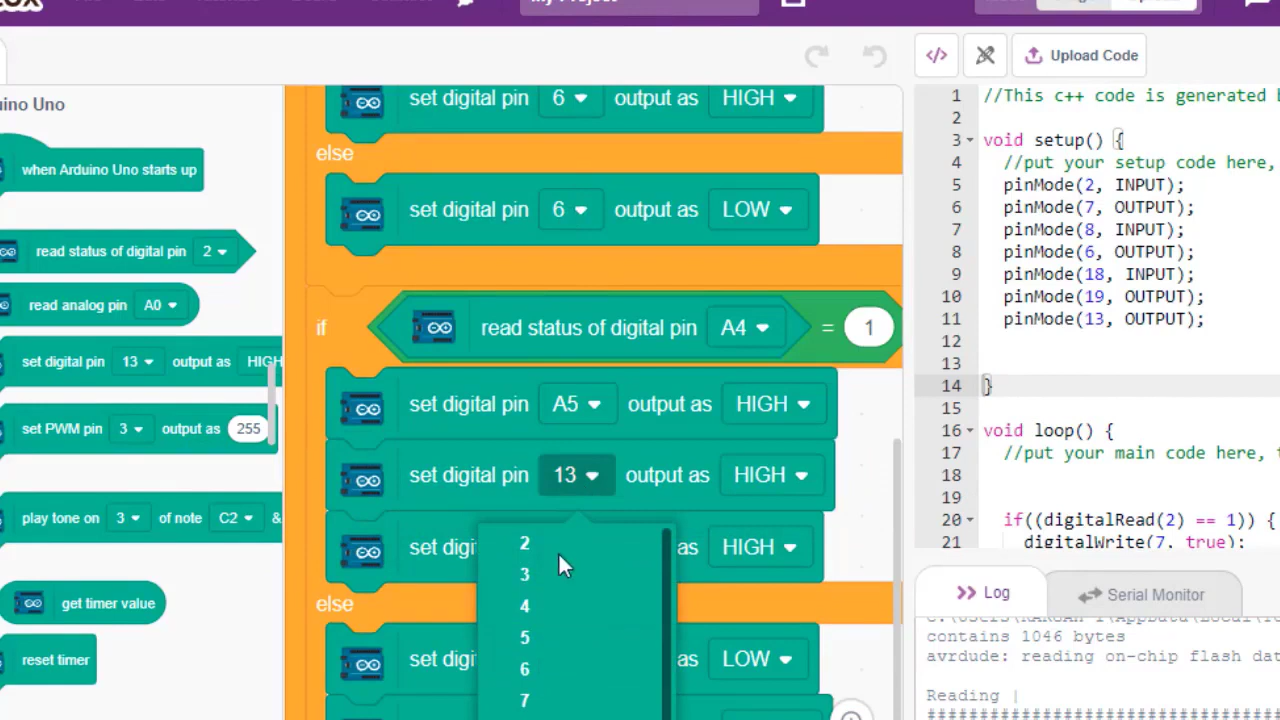 uino Uno
when Arduino Uno starts up
read status of digital pin 2
read analog pin A0
set digital pin 13 output as HIGH
set PWM pin 3 output as 255
play tone on 3 of note C2 &
get timer value
reset timer
set digital pin 6 output as HIGH
else
set digital pin 6 output as LOW
if read status of digital pin A4 = 1
set digital pin A5 output as HIGH
set digital pin 13 output as HIGH
set digi as HIGH
else
set digi as LOW
2
3
4
5
6
7
</> Upload Code
1 //This c++ code is generated
2
3 void setup() {
4 //put your setup code here,
5 pinMode(2, INPUT);
6 pinMode(7, OUTPUT);
7 pinMode(8, INPUT);
8 pinMode(6, OUTPUT);
9 pinMode(18, INPUT);
10 pinMode(19, OUTPUT);
11 pinMode(13, OUTPUT);
12
13
14 }
15
16 void loop() {
17 //put your main code here,
18
19
20 if((digitalRead(2) == 1)) {
21 digitalWrite(7, true);
Log
Serial Monitor
contains 1046 bytes
avrdude: reading on-chip flash dat
Reading |